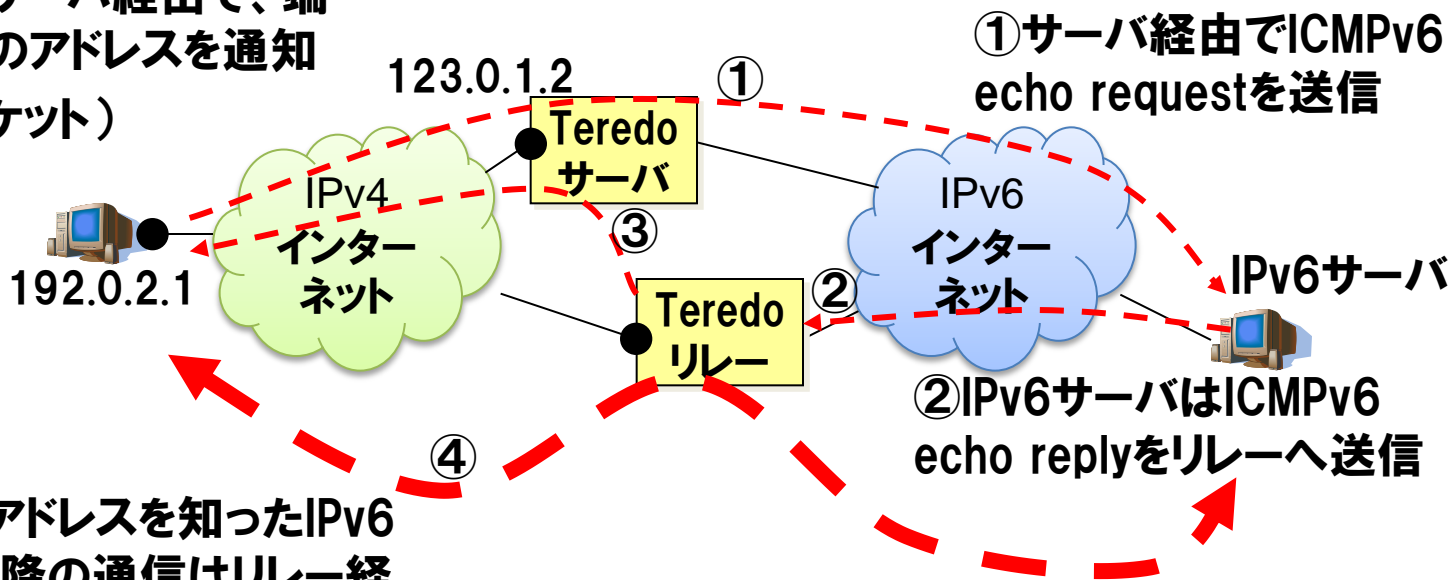 のアドレスを通知
ケット）
①サーバ経由でICMPv6
echo requestを送信
123.0.1.2
①
Teredo
サーバ
IPv4
インター
ネット
IPv6
インター
ネット
③
192.0.2.1
②
Teredo
リレー
IPv6サーバ
②IPv6サーバはICMPv6
echo replyをリレーへ送信
④
アドレスを知ったIPv6